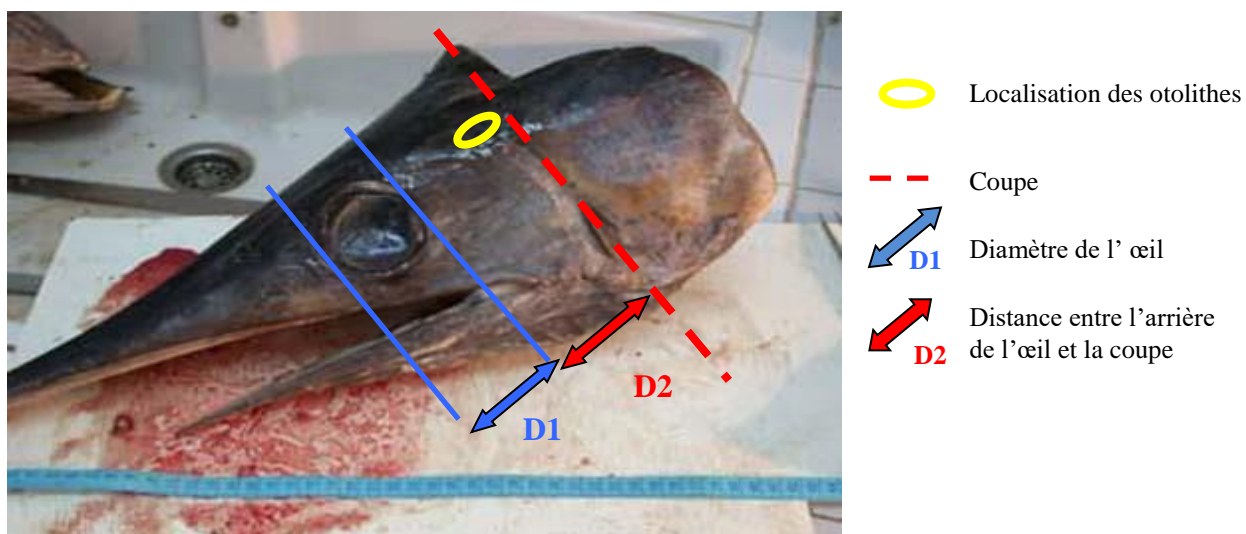 Localisation des otolithes
Coupe
D1
Diamètre de l’ œil
D2
Distance entre l’arrière
de l’œil et la coupe
D2
D1